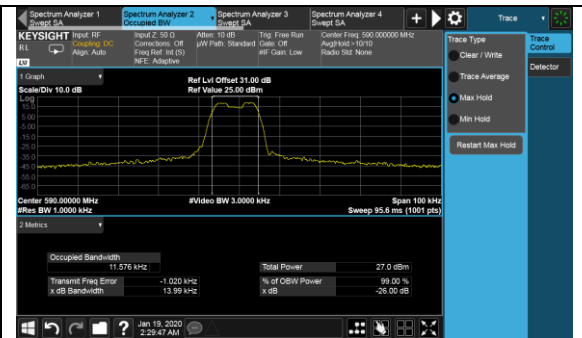 Spectrum Analyzer 1
Swept SA
Spectrum Analyzer 2
Occupied BW
Spectrum Analyzer 3
Swept SA
Spectrum Analyzer 4
Swept SA
Trace
KEYSIGHT
RL
LXI
Input: RF
Coupling: DC
Align: Auto
Input Z: 50 Ω
Corrections: Off
Freq Ref: Int (S)
NFE: Adaptive
Atten: 10 dB
µW Path: Standard
Trig: Free Run
Gate: Off
#IF Gain: Low
Center Freq: 590.000000 MHz
Avg|Hold:>10/10
Radio Std: None
Trace Type
Clear / Write
Trace Average
Max Hold
Min Hold
Restart Max Hold
Trace
Control
Detector
1 Graph
Scale/Div 10.0 dB
Ref Lvl Offset 31.00 dB
Ref Value 25.00 dBm
Log
15.0
5.00
-5.00
-15.0
-25.0
-35.0
-45.0
-55.0
-65.0
Center 590.00000 MHz
#Video BW 3.0000 kHz
Span 100 kHz
#Res BW 1.0000 kHz
Sweep 95.6 ms (1001 pts)
2 Metrics
Occupied Bandwidth
11.576 kHz
Total Power 27.0 dBm
Transmit Freq Error -1.020 kHz
% of OBW Power 99.00 %
x dB Bandwidth 13.99 kHz
x dB -26.00 dB
?
Jan 19, 2020
2:29:47 AM